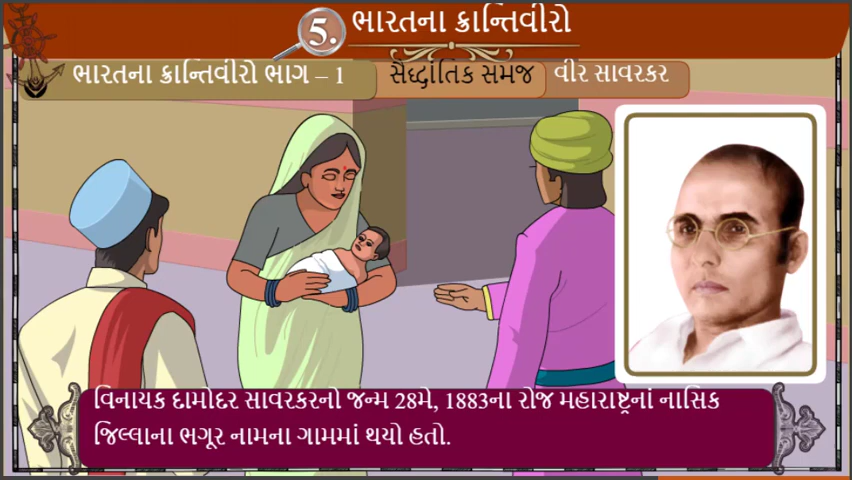 5. ભારતના ક્રાન્તિવીરો
ભારતના ક્રાન્તિવીરો ભાગ – 1 સૈદ્ધાંતિક સમજ વીર સાવરકર
વિનાયક દામોદર સાવરકરનો જન્મ 28મે, 1883ના રોજ મહારાષ્ટ્રનાં નાસિક
જિલ્લાના ભગૂર નામના ગામમાં થયો હતો.